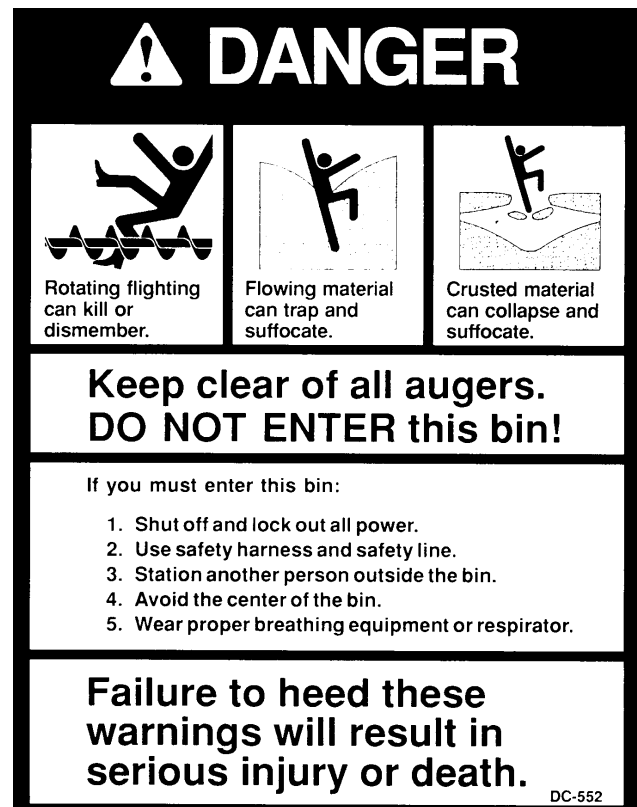 DANGER
Rotating flighting
can kill or
dismember.
Flowing material
can trap and
suffocate.
Crusted material
can collapse and
suffocate.
Keep clear of all augers.
DO NOT ENTER this bin!
If you must enter this bin:
1. Shut off and lock out all power.
2. Use safety harness and safety line.
3. Station another person outside the bin.
4. Avoid the center of the bin.
5. Wear proper breathing equipment or respirator.
Failure to heed these
warnings will result in
serious injury or death.
DC-552